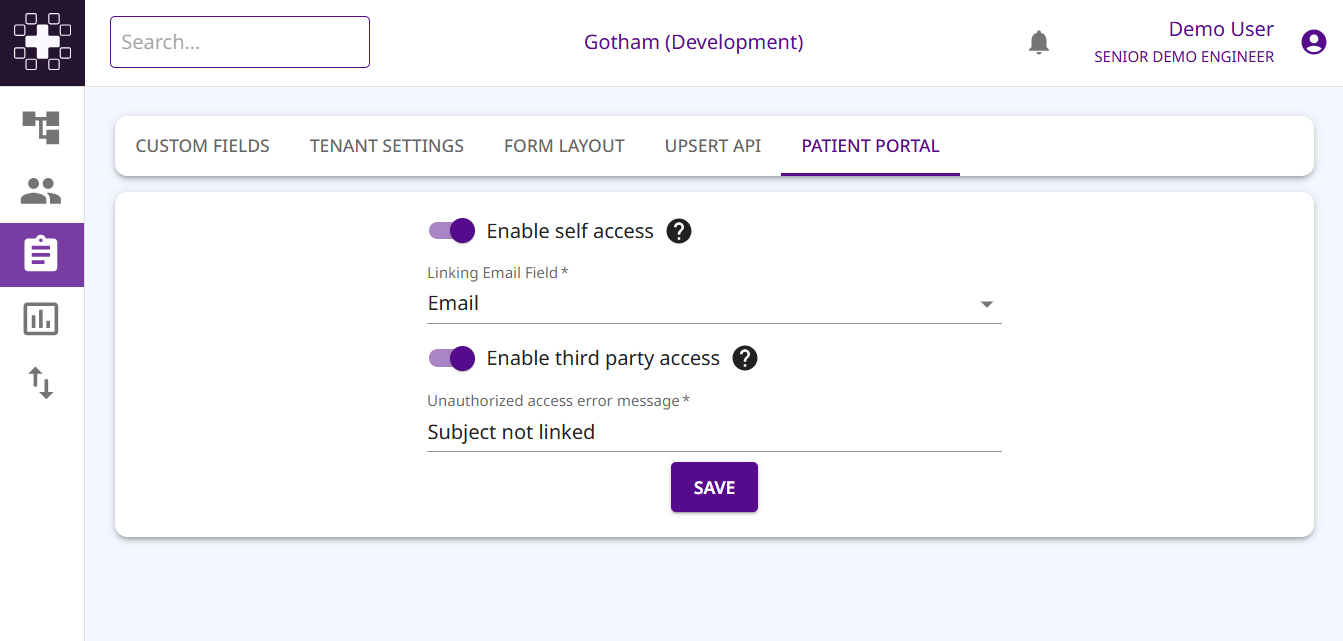 Search...
Gotham (Development)
Demo User
SENIOR DEMO ENGINEER
CUSTOM FIELDS
TENANT SETTINGS
FORM LAYOUT
UPSERT API
PATIENT PORTAL
Enable self access ?
Linking Email Field *
Email
Enable third party access ?
Unauthorized access error message *
Subject not linked
SAVE